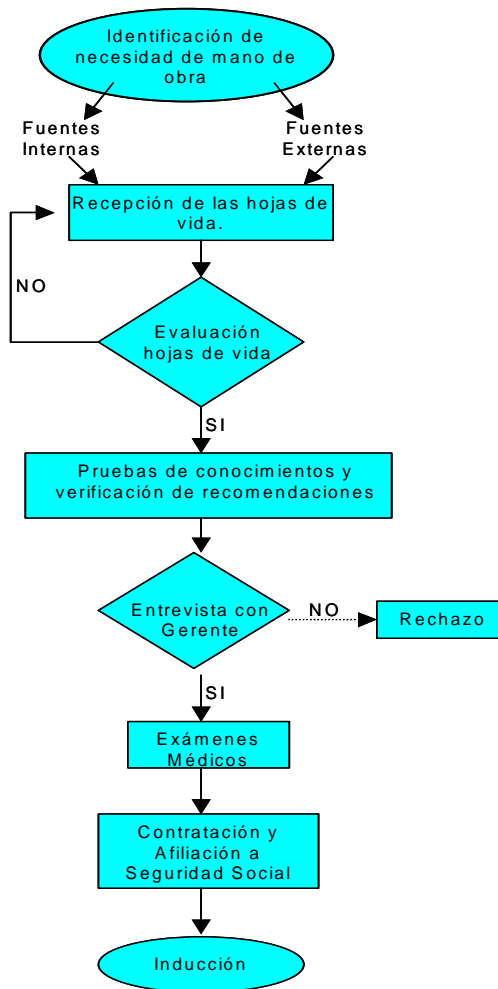 Identificación de
necesidad de mano de
obra
Fuentes
Internas
Fuentes
Externas
Recepción de las hojas de
vida.
NO
Evaluación
hojas de vida
SI
Pruebas de conocimientos y
verificación de recomendaciones
Entrevista con
Gerente
NO
Rechazo
SI
Exámenes
Médicos
Contratación y
Afiliación a
Seguridad Social
Inducción